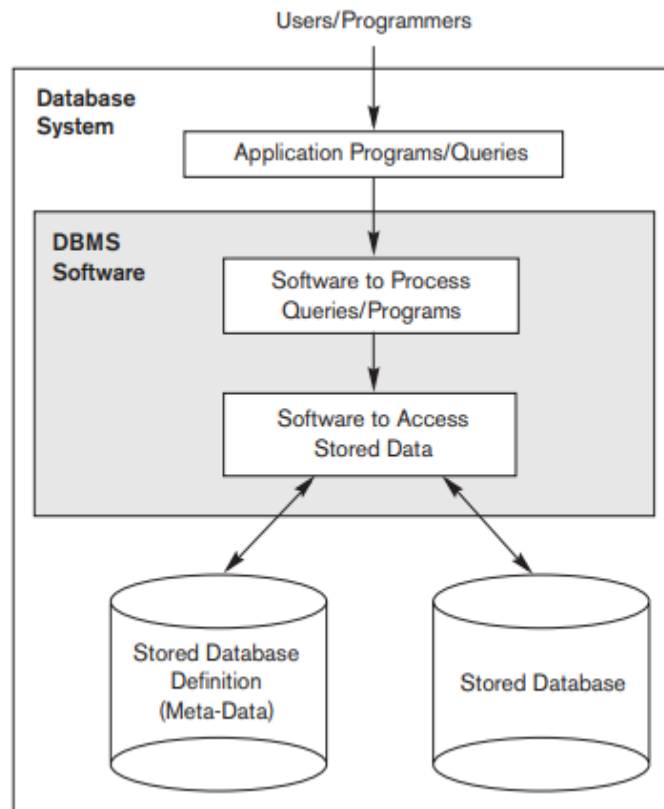 Users/Programmers
Database
System
Application Programs/Queries
DBMS
Software
Software to Process
Queries/Programs
Software to Access
Stored Data
Stored Database
Definition
(Meta-Data)
Stored Database